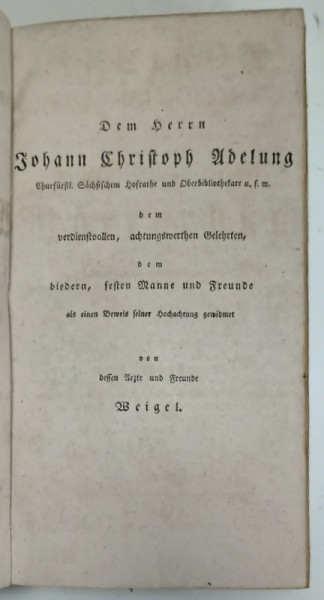 Dem Herrn
Johann Christoph Adelung
Churfürstl. Sächsischem Hofrathe und Oberbibliothekare u. s. w.
dem
verdienstvollen, achtungswerthen Gelehrten,
dem
biedern, festen Manne und Freunde
als einen Beweis seiner Hochachtung gewidmet
von
dessen Arzte und Freunde
Weigel.